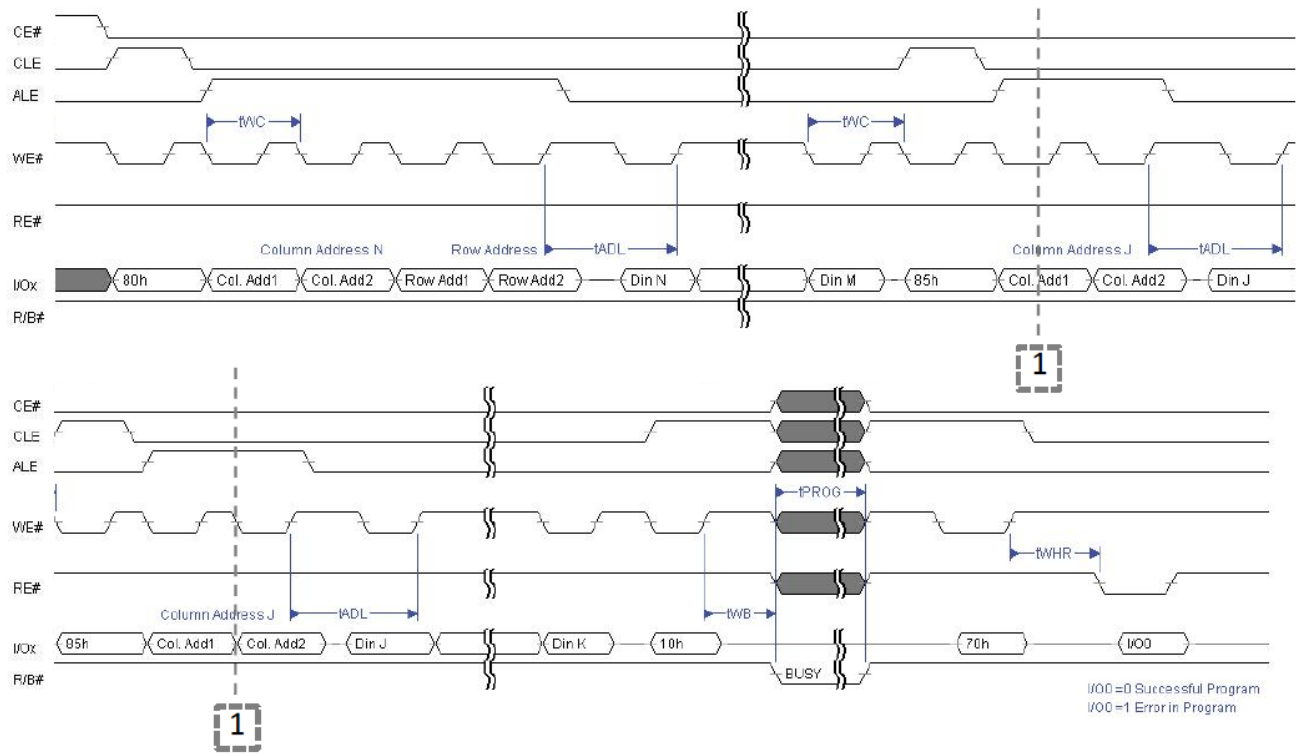 1
CE#
CLE
ALE
tWC tWC
WE#
RE#
Column Address N Row Address tADL Column Address J tADL
I/Ox 80h Col. Add1 Col. Add2 Row Add1 Row Add2 Din N Din M 85h Col. Add1 Col. Add2 Din J
R/B#
1
CE#
CLE
ALE
tPROG
WE#
tWHR
RE#
Column Address J tADL tWB
I/Ox 85h Col. Add1 Col. Add2 Din J Din K 10h 70h I/O0
R/B# BUSY
I/O0=0 Successful Program
I/O0=1 Error in Program
1